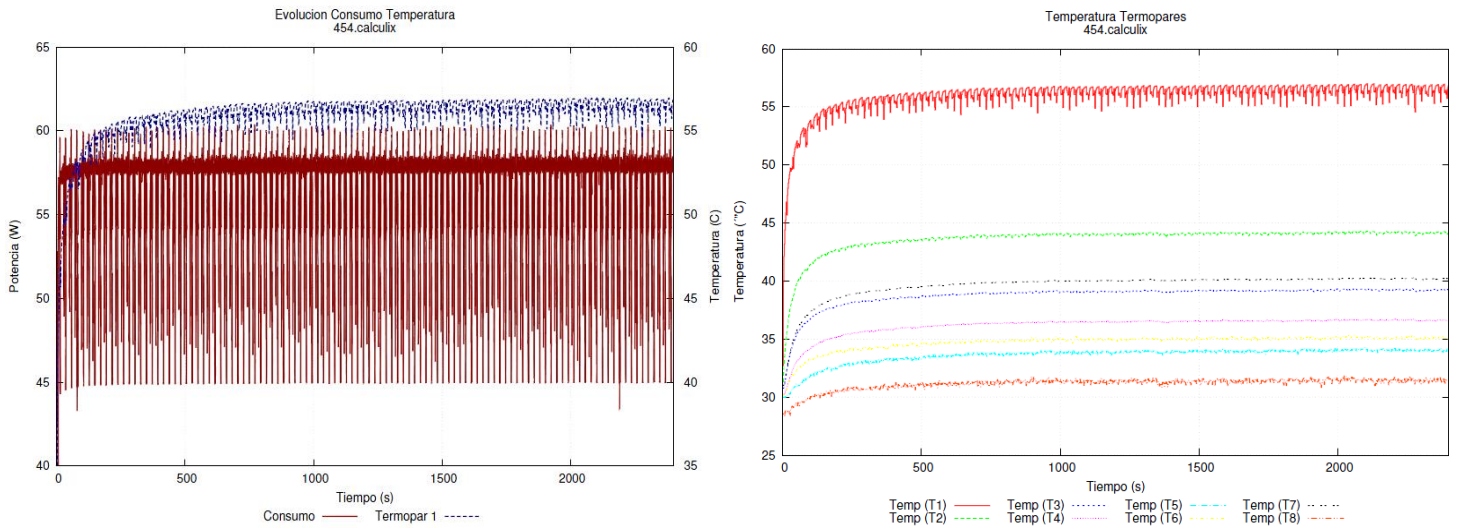 Evolucion Consumo Temperatura
454.calculix
65
60
55
50
45
40
Potencia (W)
60
55
50
45
40
35
Temperatura (C)
0
500
1000
1500
2000
Tiempo (s)
Consumo
Termopar 1
Temperatura Termopares
454.calculix
60
55
50
45
40
35
30
25
Temperatura (´°C)
0
500
1000
1500
2000
Tiempo (s)
Temp (T1)
Temp (T2)
Temp (T3)
Temp (T4)
Temp (T5)
Temp (T6)
Temp (T7)
Temp (T8)